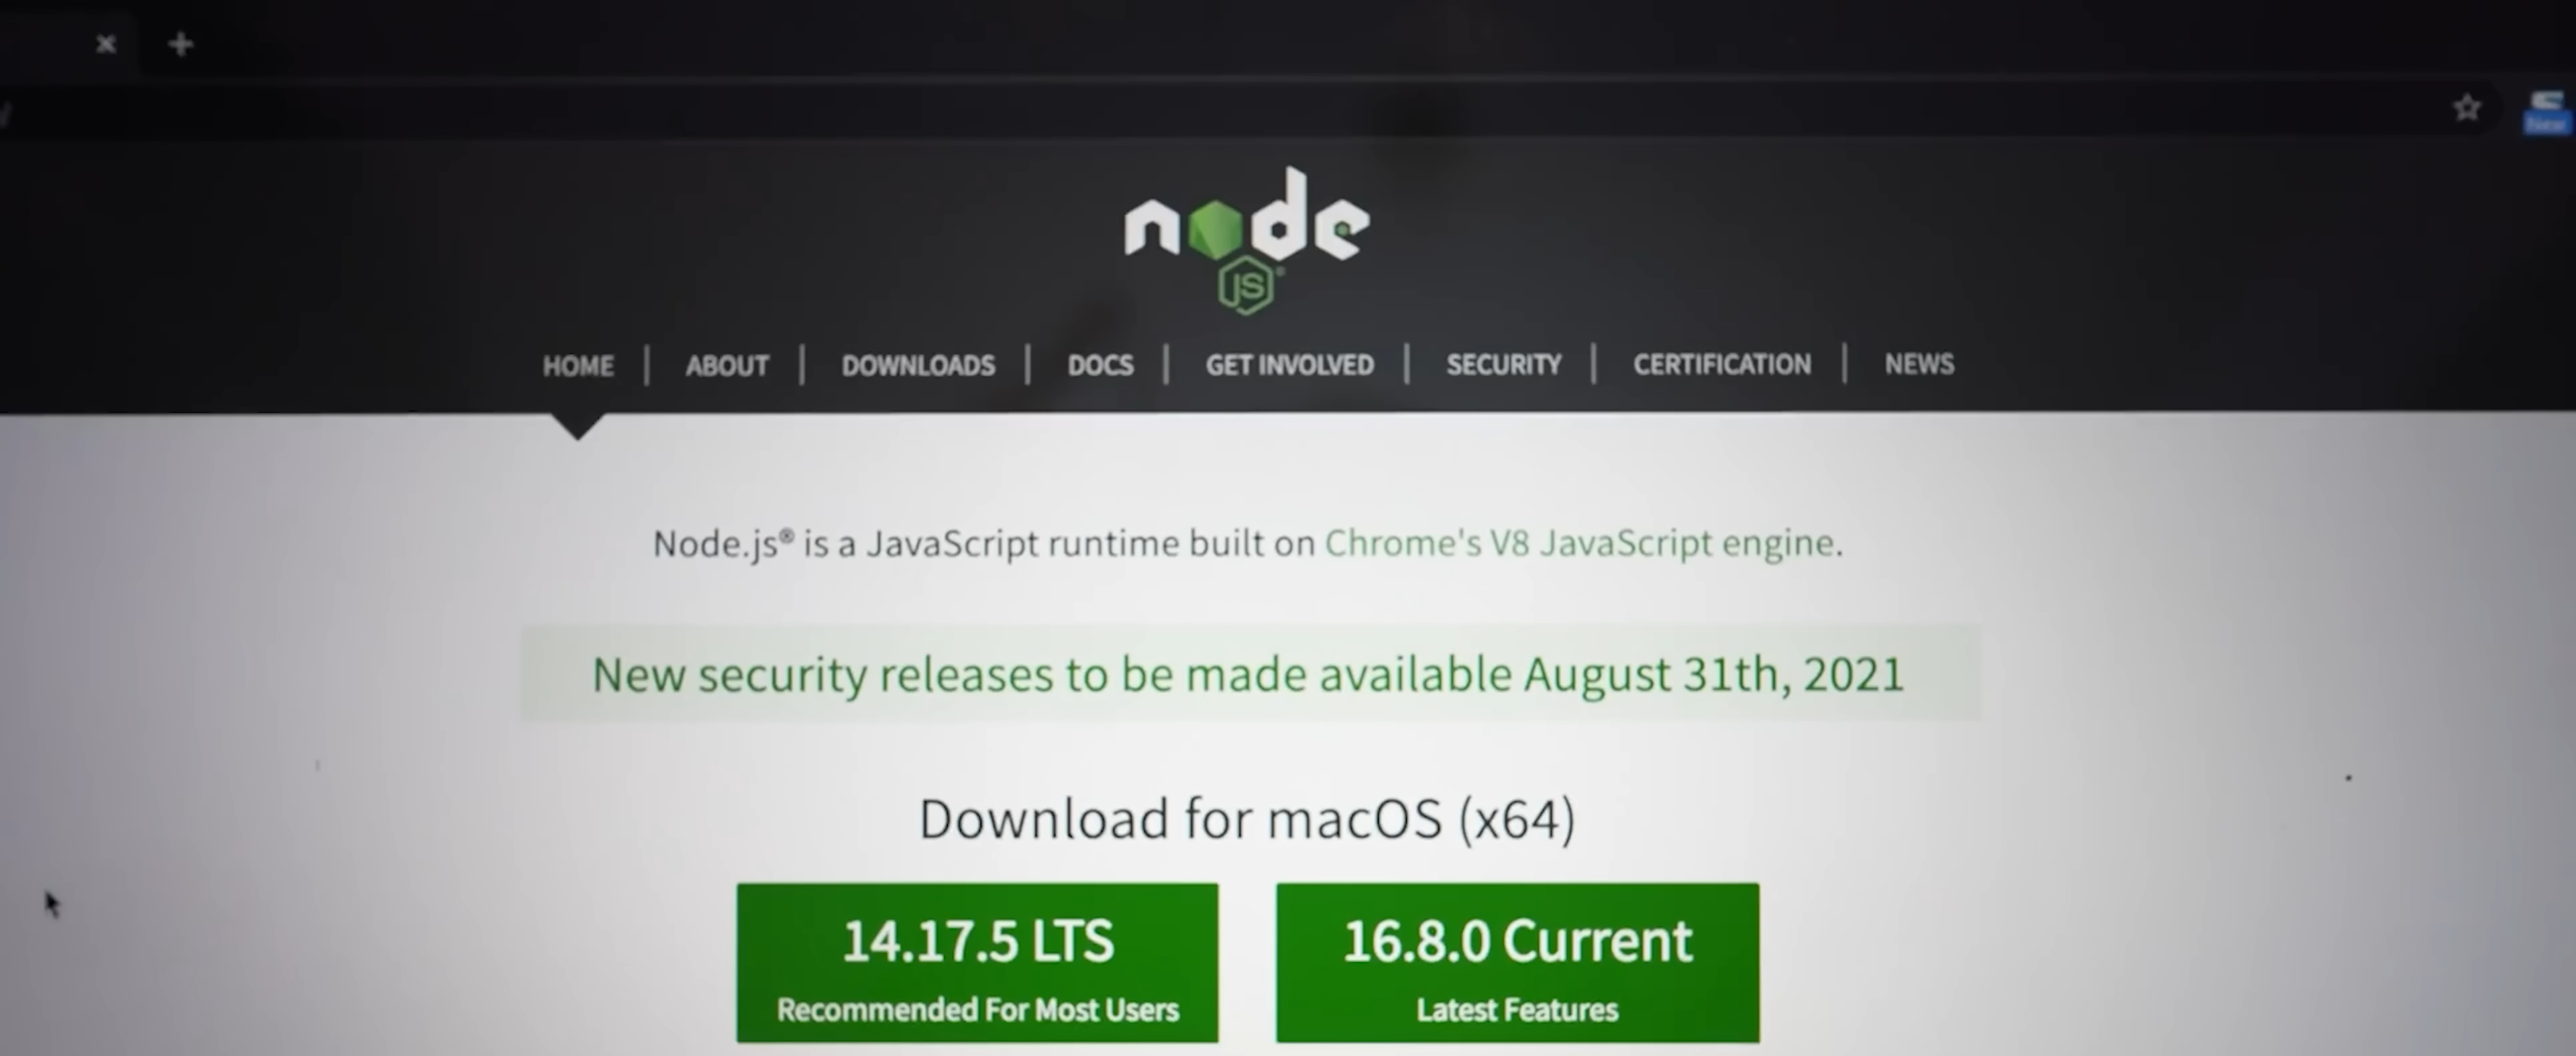 New
node
JS
HOME | ABOUT | DOWNLOADS | DOCS | GET INVOLVED | SECURITY | CERTIFICATION | NEWS
Node.js® is a JavaScript runtime built on Chrome's V8 JavaScript engine.
New security releases to be made available August 31th, 2021
Download for macOS (x64)
14.17.5 LTS
Recommended For Most Users
16.8.0 Current
Latest Features